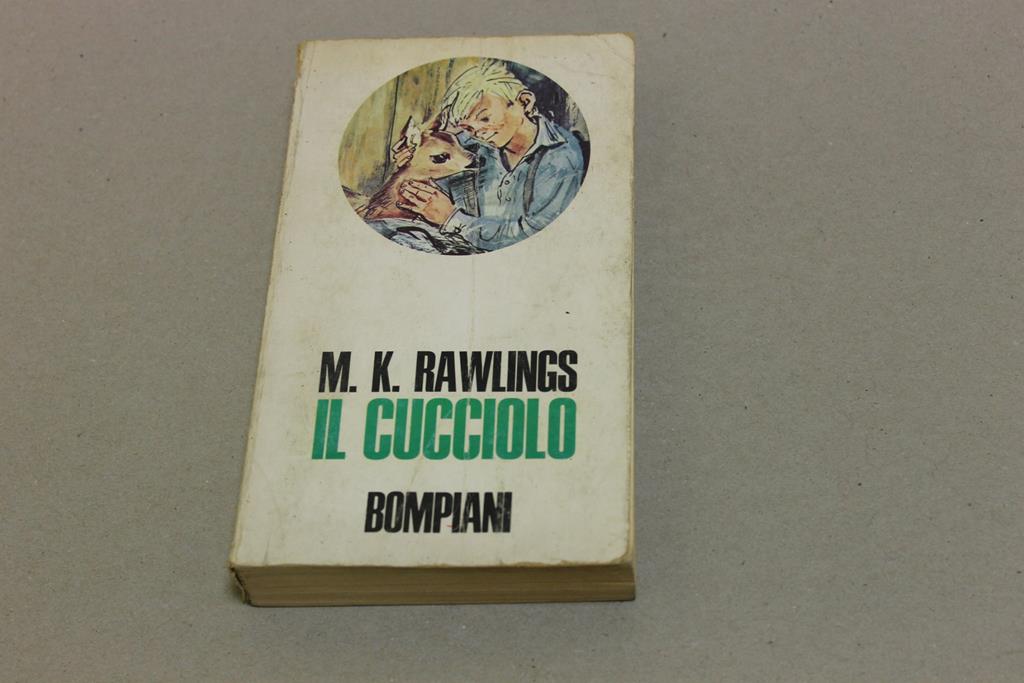 M. K. RAWLINGS
IL CUCCIOLO
BOMPIANI